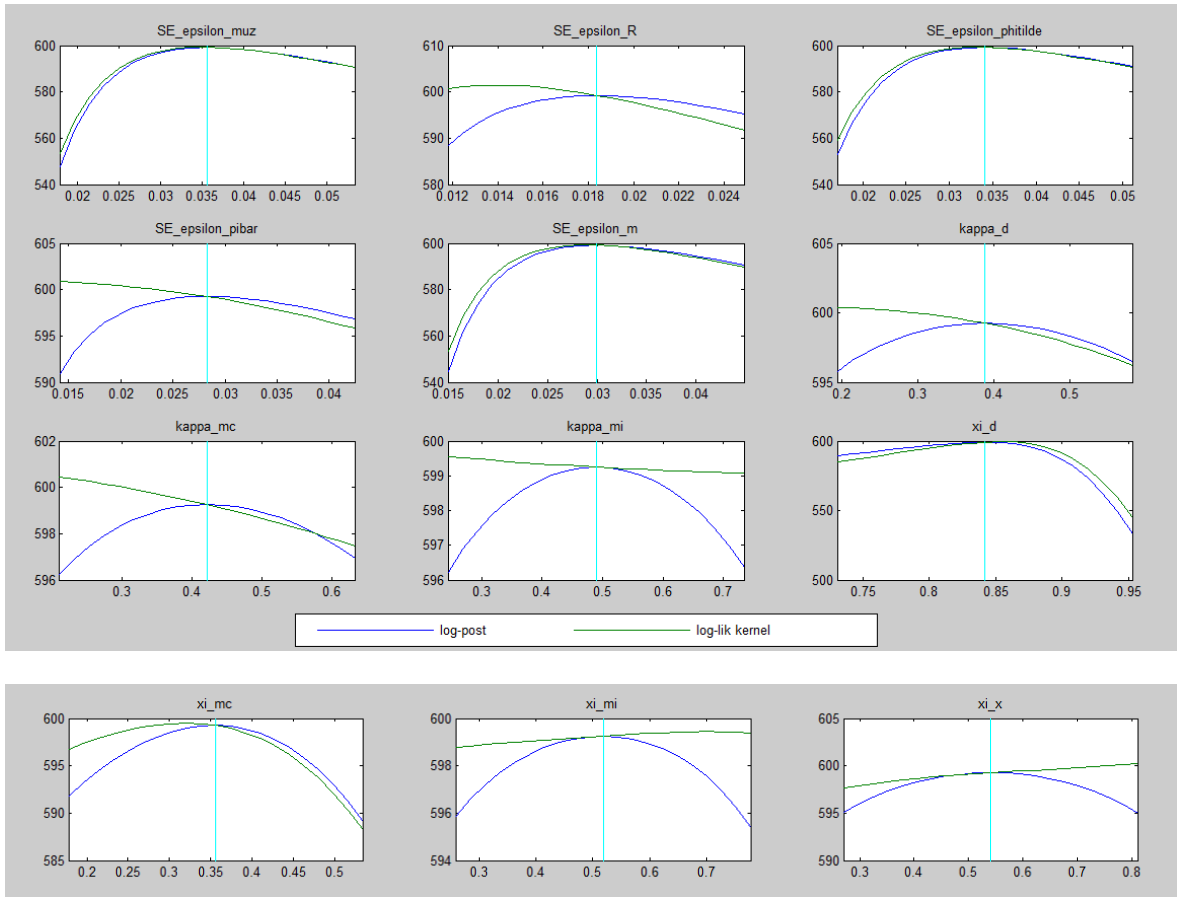 SE_epsilon_muz
600
580
560
540
0.02 0.025 0.03 0.035 0.04 0.045 0.05
SE_epsilon_R
610
600
590
580
0.012 0.014 0.016 0.018 0.02 0.022 0.024
SE_epsilon_phitilde
600
580
560
540
0.02 0.025 0.03 0.035 0.04 0.045 0.05
SE_epsilon_pibar
605
600
595
590
0.015 0.02 0.025 0.03 0.035 0.04
SE_epsilon_m
600
580
560
540
0.015 0.02 0.025 0.03 0.035 0.04
kappa_d
605
600
595
0.2 0.3 0.4 0.5
kappa_mc
602
600
598
596
0.3 0.4 0.5 0.6
kappa_mi
600
599
598
597
596
0.3 0.4 0.5 0.6 0.7
xi_d
600
550
500
0.75 0.8 0.85 0.9 0.95
log-post log-lik kernel
xi_mc
600
595
590
585
0.2 0.25 0.3 0.35 0.4 0.45 0.5
xi_mi
600
598
596
594
0.3 0.4 0.5 0.6 0.7
xi_x
605
600
595
590
0.3 0.4 0.5 0.6 0.7 0.8